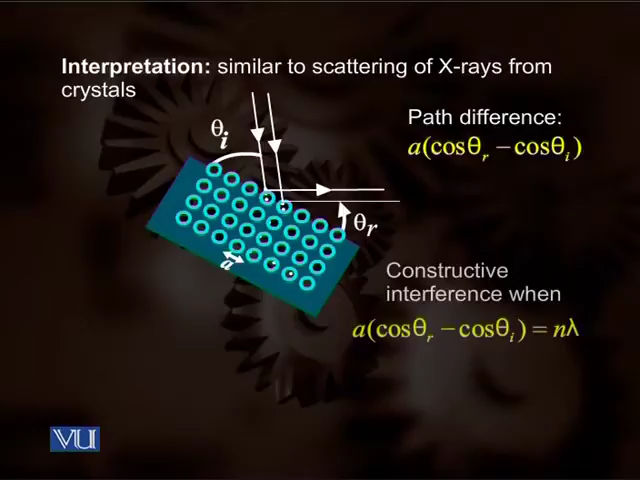 Interpretation: similar to scattering of X-rays from
crystals
Path difference:
a(cosθr − cosθi)
θi
θr
a
Constructive
interference when
a(cosθr − cosθi) = nλ
VU